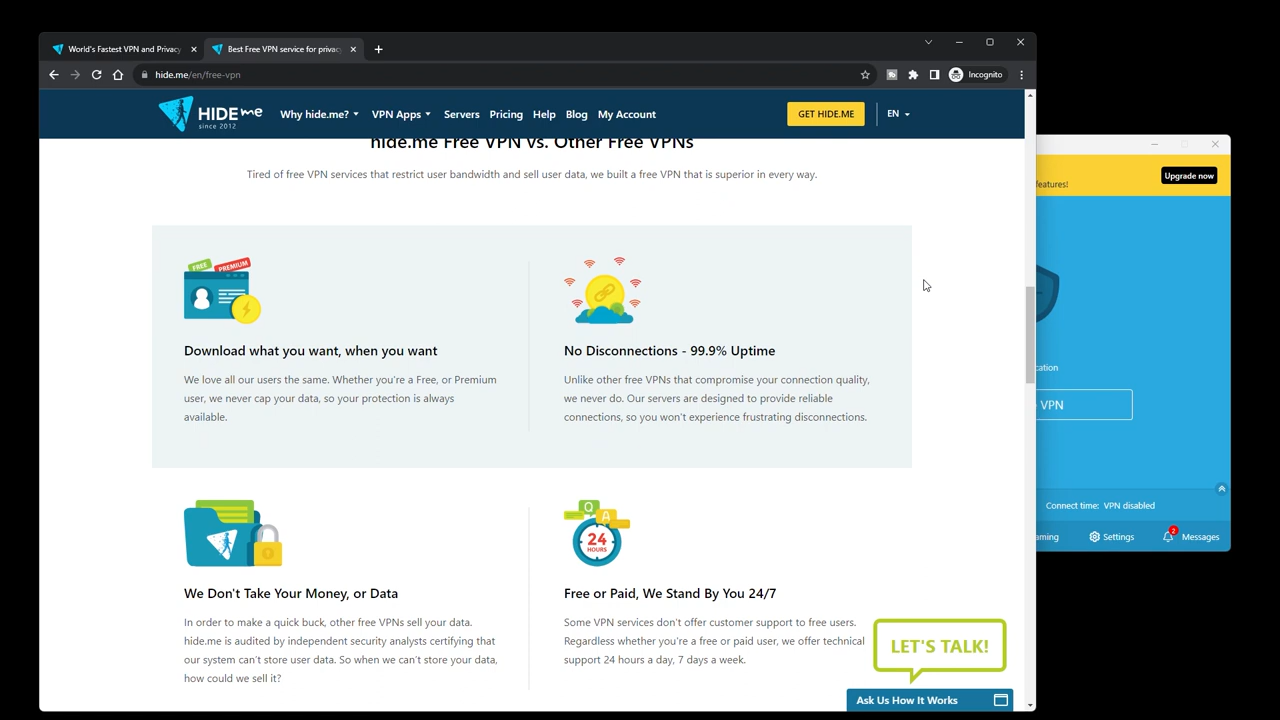 World's Fastest VPN and Privacy
Best Free VPN service for privac
hide.me/en/free-vpn
Incognito
HIDE me
since 2012
Why hide.me?
VPN Apps
Servers
Pricing
Help
Blog
My Account
GET HIDE.ME
EN
hide.me Free VPN vs. Other Free VPNs
Tired of free VPN services that restrict user bandwidth and sell user data, we built a free VPN that is superior in every way.
FREE
PREMIUM
Download what you want, when you want
We love all our users the same. Whether you're a Free, or Premium
user, we never cap your data, so your protection is always
available.
No Disconnections - 99.9% Uptime
Unlike other free VPNs that compromise your connection quality,
we never do. Our servers are designed to provide reliable
connections, so you won't experience frustrating disconnections.
We Don't Take Your Money, or Data
In order to make a quick buck, other free VPNs sell your data.
hide.me is audited by independent security analysts certifying that
our system can't store user data. So when we can't store your data,
how could we sell it?
Q
A
24
HOURS
Free or Paid, We Stand By You 24/7
Some VPN services don't offer customer support to free users.
Regardless whether you're a free or paid user, we offer technical
support 24 hours a day, 7 days a week.
LET'S TALK!
Ask Us How It Works
features!
Upgrade now
cation
VPN
Connect time: VPN disabled
aming
Settings
2
Messages